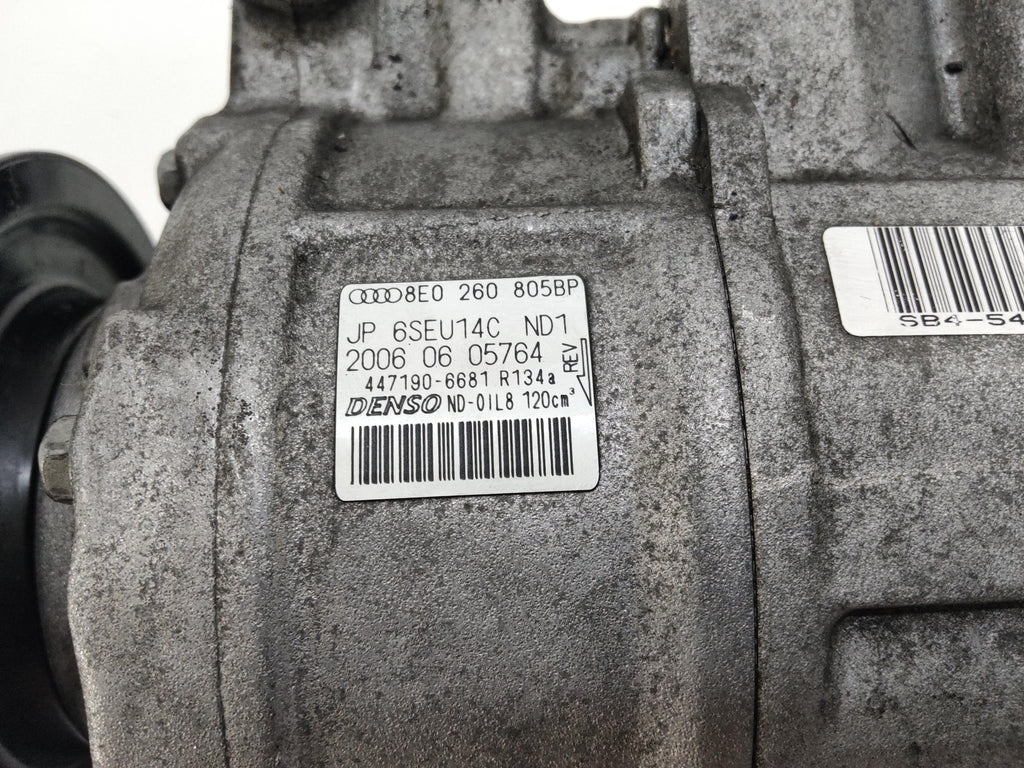 8E0 260 805BP
JP 6SEU14C ND1
2006 06 05764
REV
447190-6681 R134a
DENSO ND-OIL8 120cm³
SB4-54